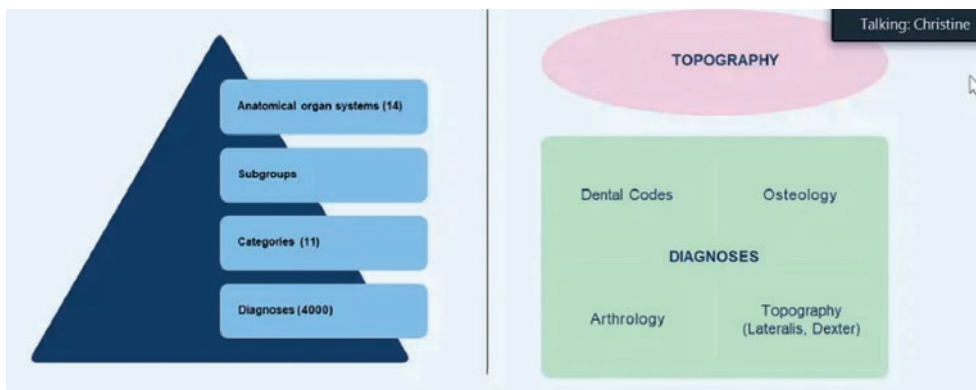 Talking: Christine
Anatomical organ systems (14)
Subgroups
Categories (11)
Diagnoses (4000)
TOPOGRAPHY
Dental Codes
Osteology
DIAGNOSES
Arthrology
Topography
(Lateralis, Dexter)